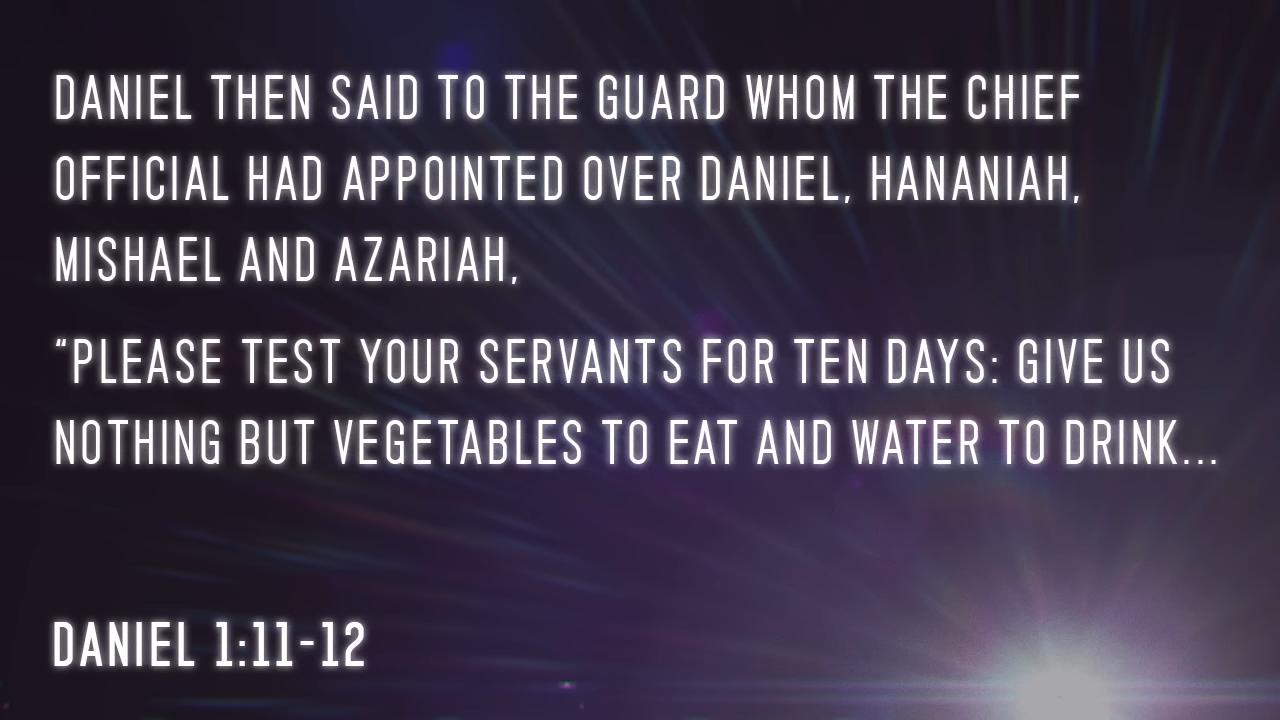 DANIEL THEN SAID TO THE GUARD WHOM THE CHIEF
OFFICIAL HAD APPOINTED OVER DANIEL, HANANIAH,
MISHAEL AND AZARIAH,
“PLEASE TEST YOUR SERVANTS FOR TEN DAYS: GIVE US
NOTHING BUT VEGETABLES TO EAT AND WATER TO DRINK...
DANIEL 1:11-12